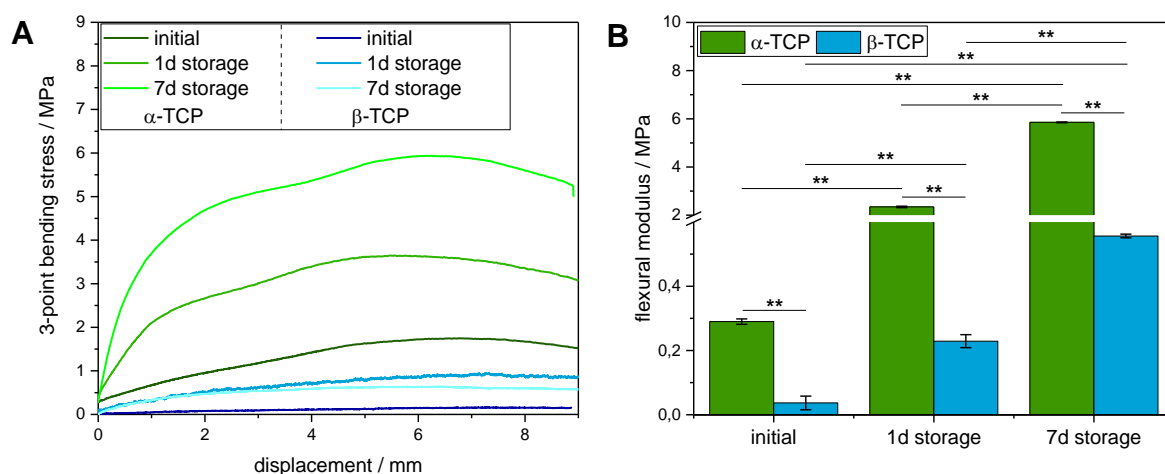 A
9
8
7
6
5
4
3
2
1
0
3-point bending stress / MPa
initial
1d storage
7d storage
α-TCP
initial
1d storage
7d storage
β-TCP
0 2 4 6 8
displacement / mm
B
α-TCP β-TCP
10
8
6
4
2
0,4
0,2
0,0
flexural modulus / MPa
**
**
**
**
**
**
**
**
**
initial 1d storage 7d storage